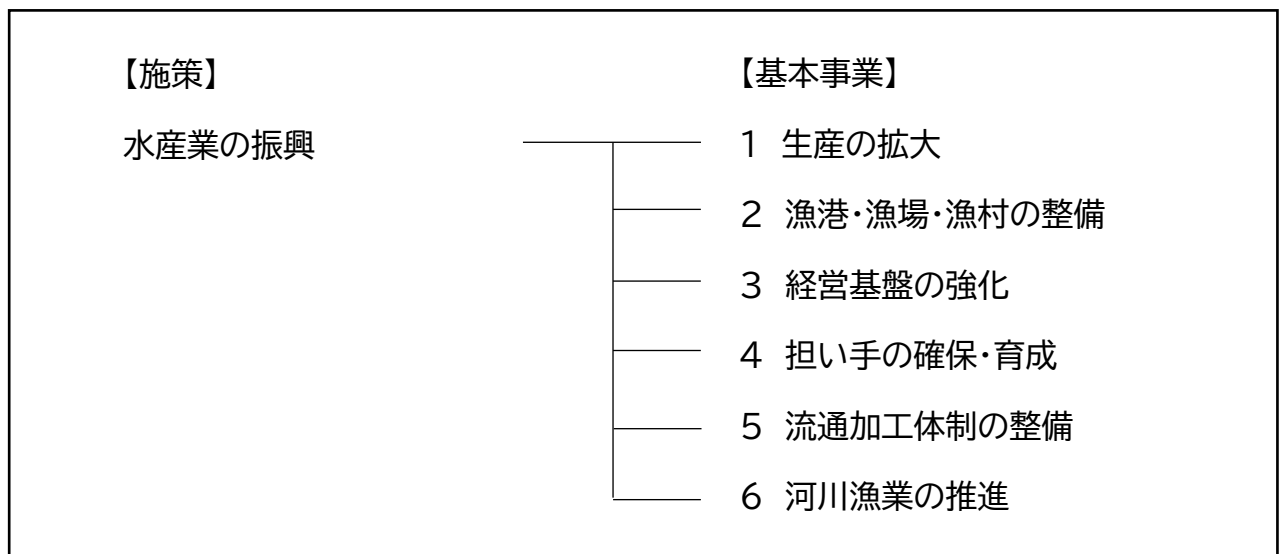 【施策】 【基本事業】
水産業の振興 1 生産の拡大
2 漁港・漁場・漁村の整備
3 経営基盤の強化
4 担い手の確保・育成
5 流通加工体制の整備
6 河川漁業の推進